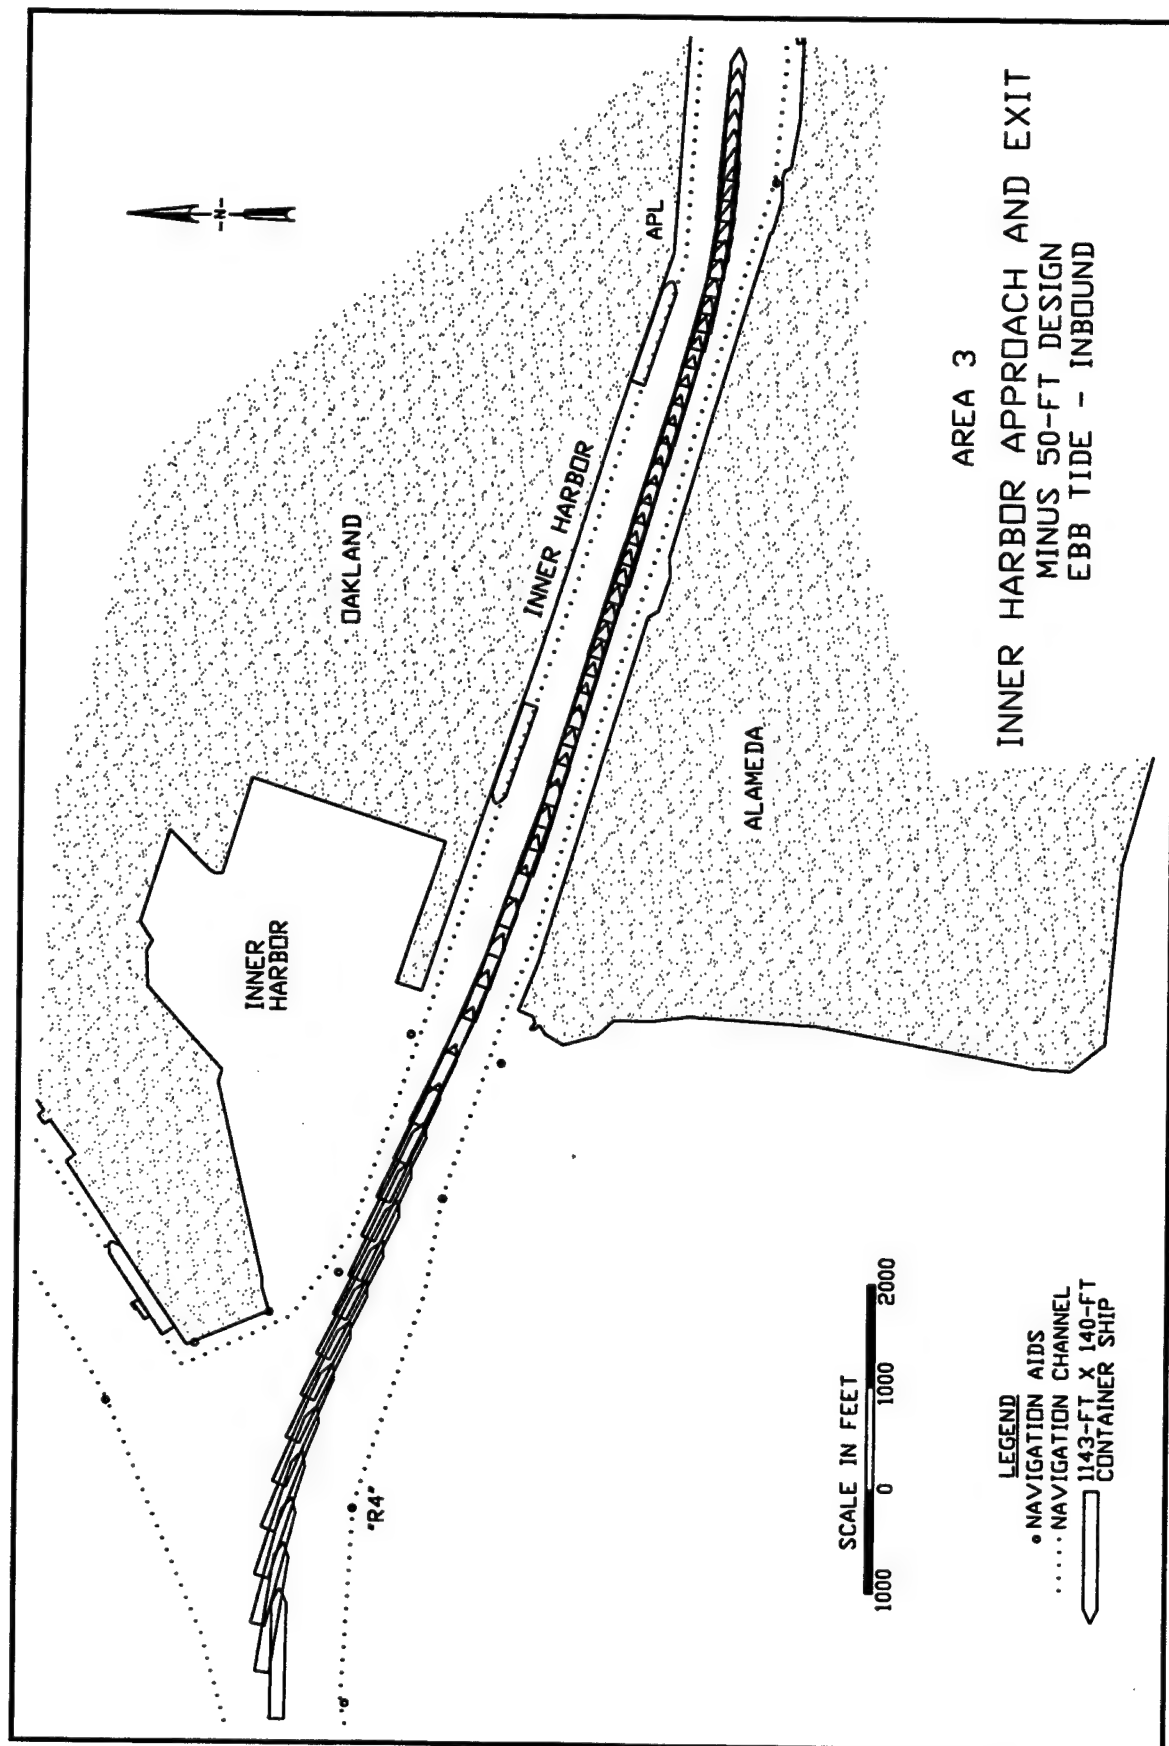 -N-
APL
INNER HARBOR
OAKLAND
INNER
HARBOR
ALAMEDA
"R4"
AREA 3
INNER HARBOR APPROACH AND EXIT
MINUS 50-FT DESIGN
EBB TIDE - INBOUND
SCALE IN FEET
1000 0 1000 2000
LEGEND
NAVIGATION AIDS
NAVIGATION CHANNEL
1143-FT X 140-FT
CONTAINER SHIP